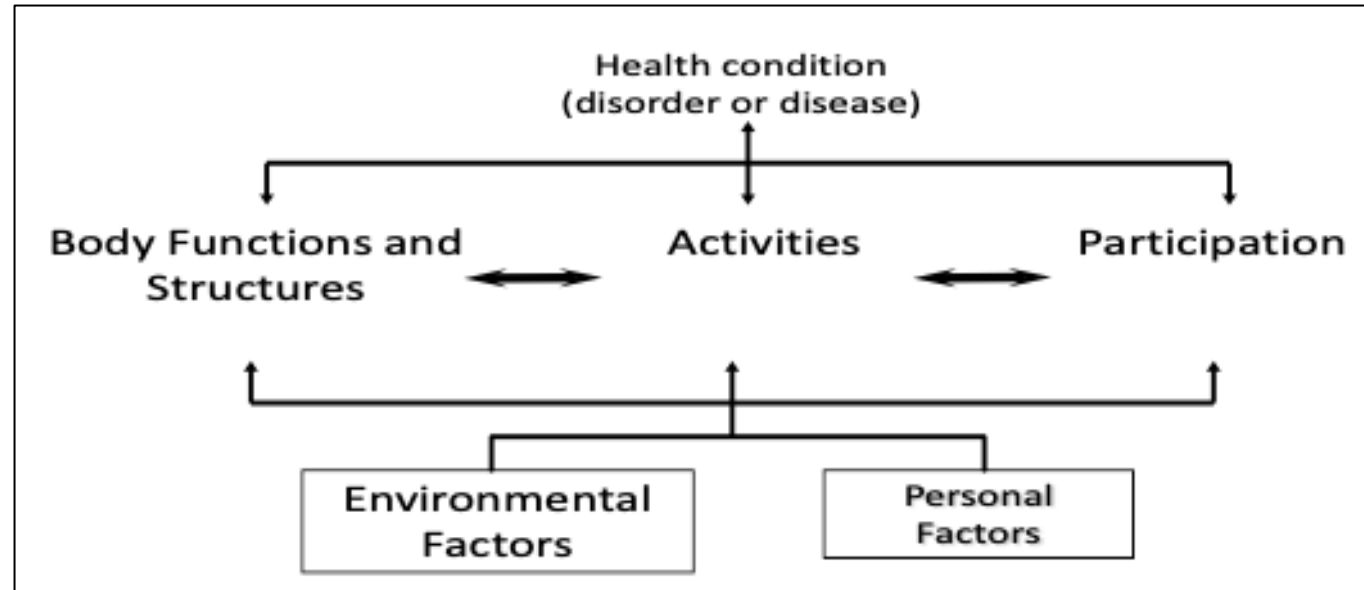 Health condition
(disorder or disease)
Body Functions and
Structures
Activities
Participation
Environmental
Factors
Personal
Factors